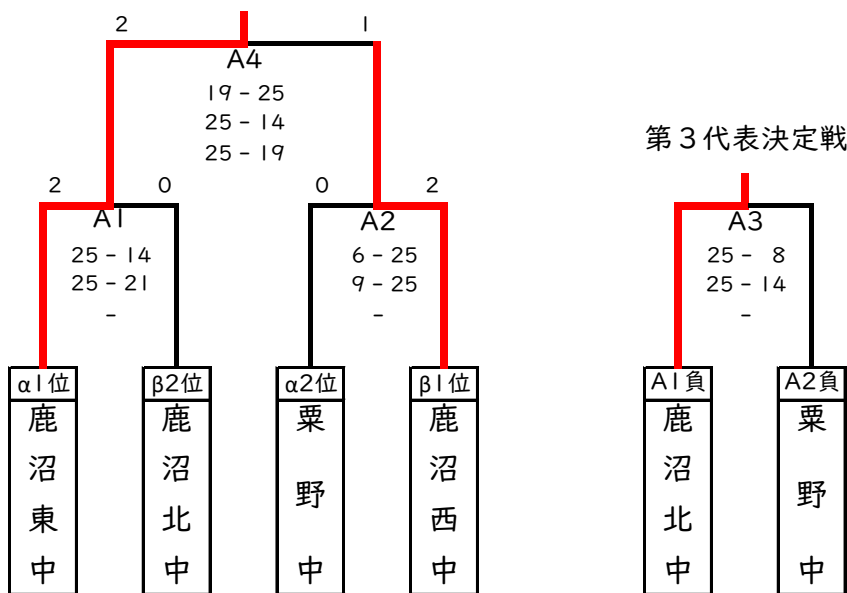 2 1
A4
19-25
25-14
25-19
第3代表決定戦
2 0 0 2
A1 A2 A3
25-14 6-25 25- 8
25-21 9-25 25-14
- - -
α1位 β2位 α2位 β1位 A1負 A2負
鹿沼東中
鹿沼北中
粟野中
鹿沼西中
鹿沼北中
粟野中